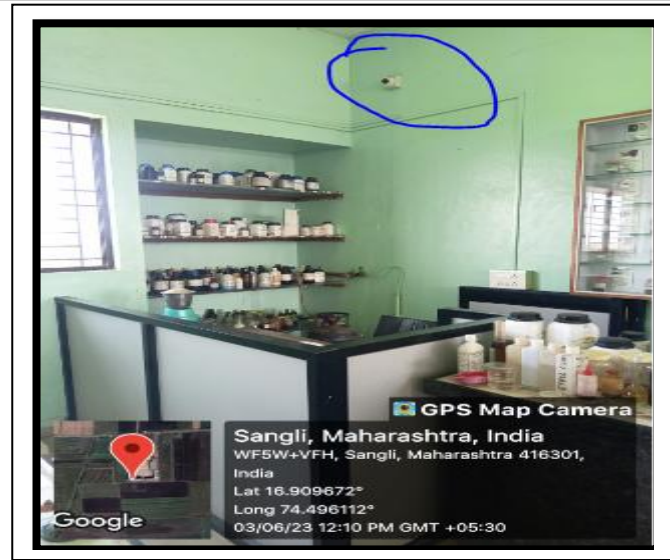 GPS Map Camera
Sangli, Maharashtra, India
WF5W+VFH, Sangli, Maharashtra 416301,
India
Lat 16.909672°
Long 74.496112°
03/06/23 12:10 PM GMT +05:30
Google